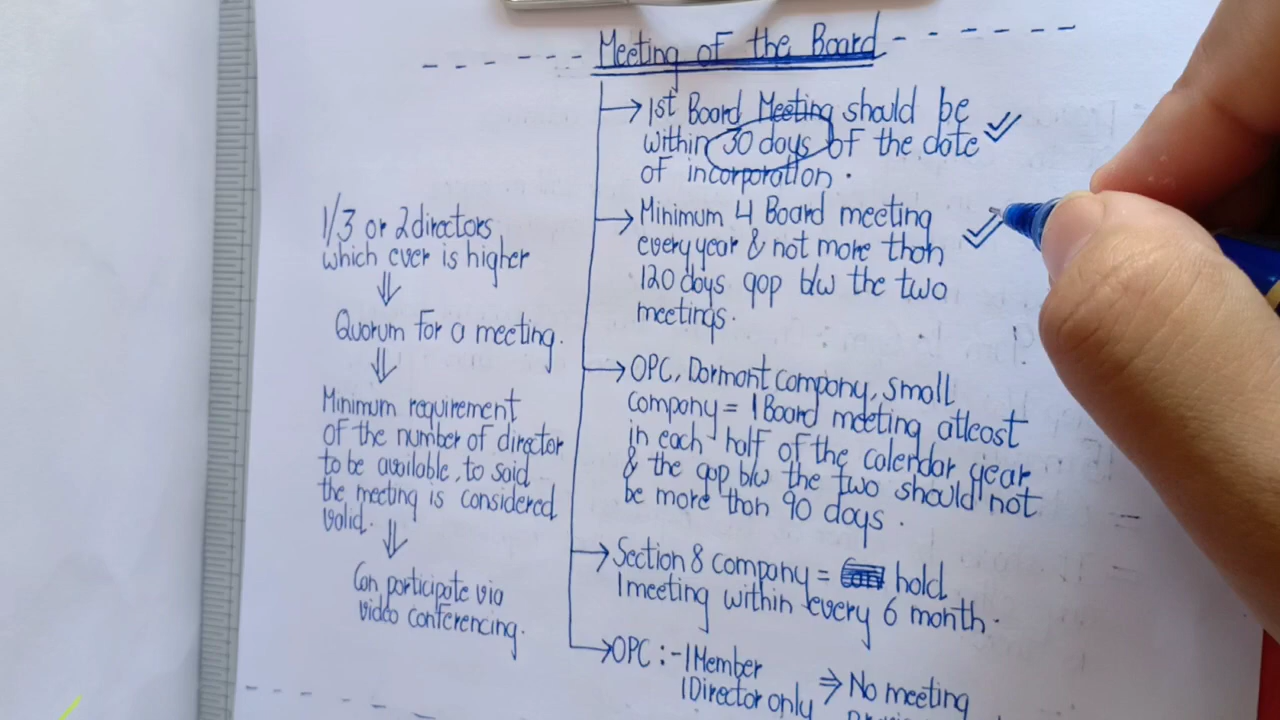 Meeting of the Board
1st Board Meeting should be
within 30 days of the date
of incorporation.
Minimum 4 Board meeting
every year & not more than
120 days gap b/w the two
meetings.
OPC, Dormant company, small
company = 1 Board meeting atleast
in each half of the calendar year
& the gap b/w the two should not
be more than 90 days.
Section 8 company = hold
1 meeting within every 6 month.
OPC :- 1 Member
1 Director only
⇒ No meeting
1/3 or 2 directors
which ever is higher
Quorum for a meeting.
Minimum requirement
of the number of director
to be available, to said
the meeting is considered
valid.
Can participate via
video conferencing.